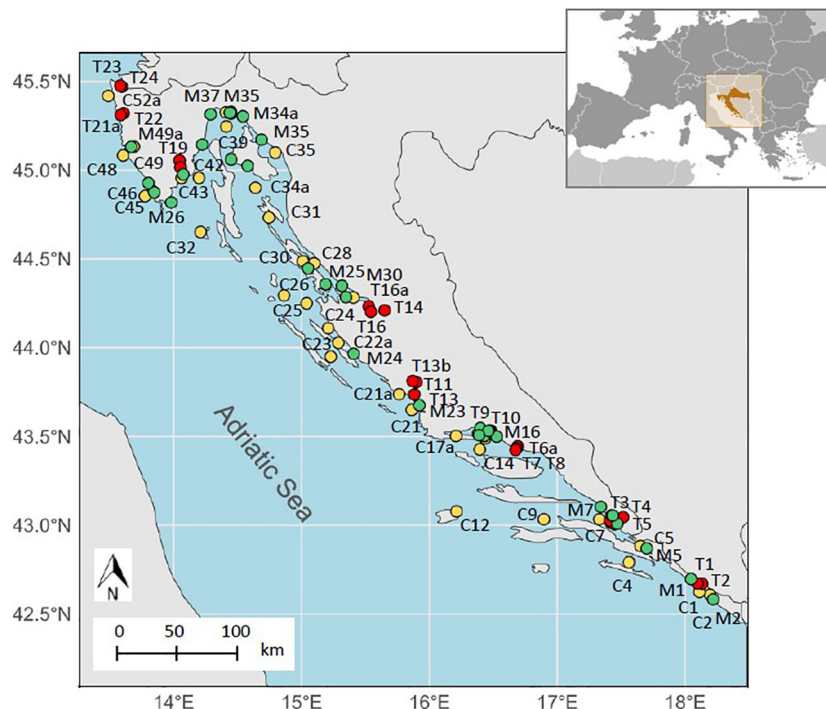 45.5°N
45.0°N
44.5°N
44.0°N
43.5°N
43.0°N
42.5°N
T23
T24
C52a
T22
T21a
M49a
T19
C48
C49
C46
C45
C43
C42
M26
C32
M37
M35
M34a
M35
C39
C35
C34a
C31
C30
C28
C26
M25
M30
T16a
T14
C25
C24
T16
C23
C22a
M24
T13b
T11
C21a
T13
M23
C21
T9
T10
M16
C17a
T6a
C14
T7
T8
C12
C9
M7
T3
T4
C7
T5
C5
M5
C4
T1
T2
M1
C1
C2
M2
Adriatic Sea
N
0 50 100
km
14°E
15°E
16°E
17°E
18°E